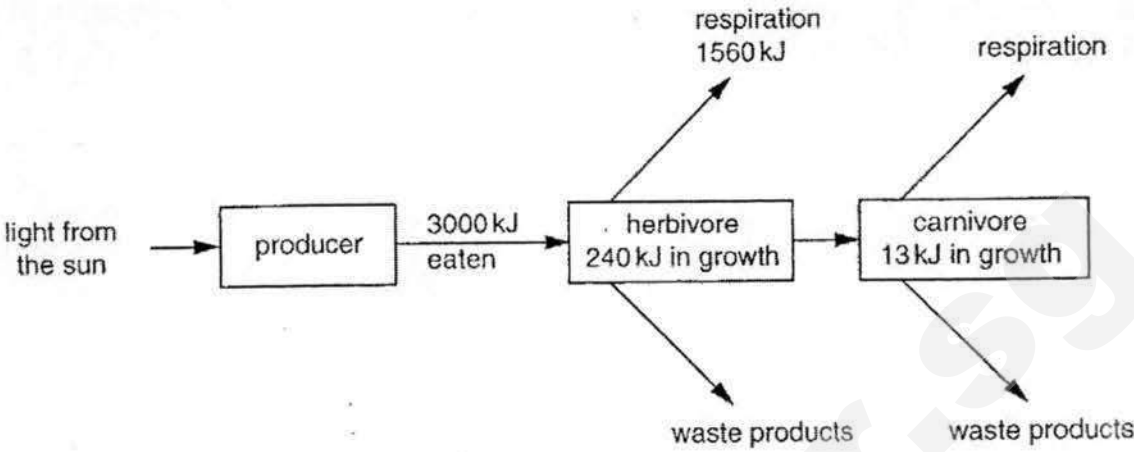 respiration
1560 kJ
respiration
light from
the sun
producer
3000 kJ
eaten
herbivore
240 kJ in growth
carnivore
13 kJ in growth
waste products
waste products